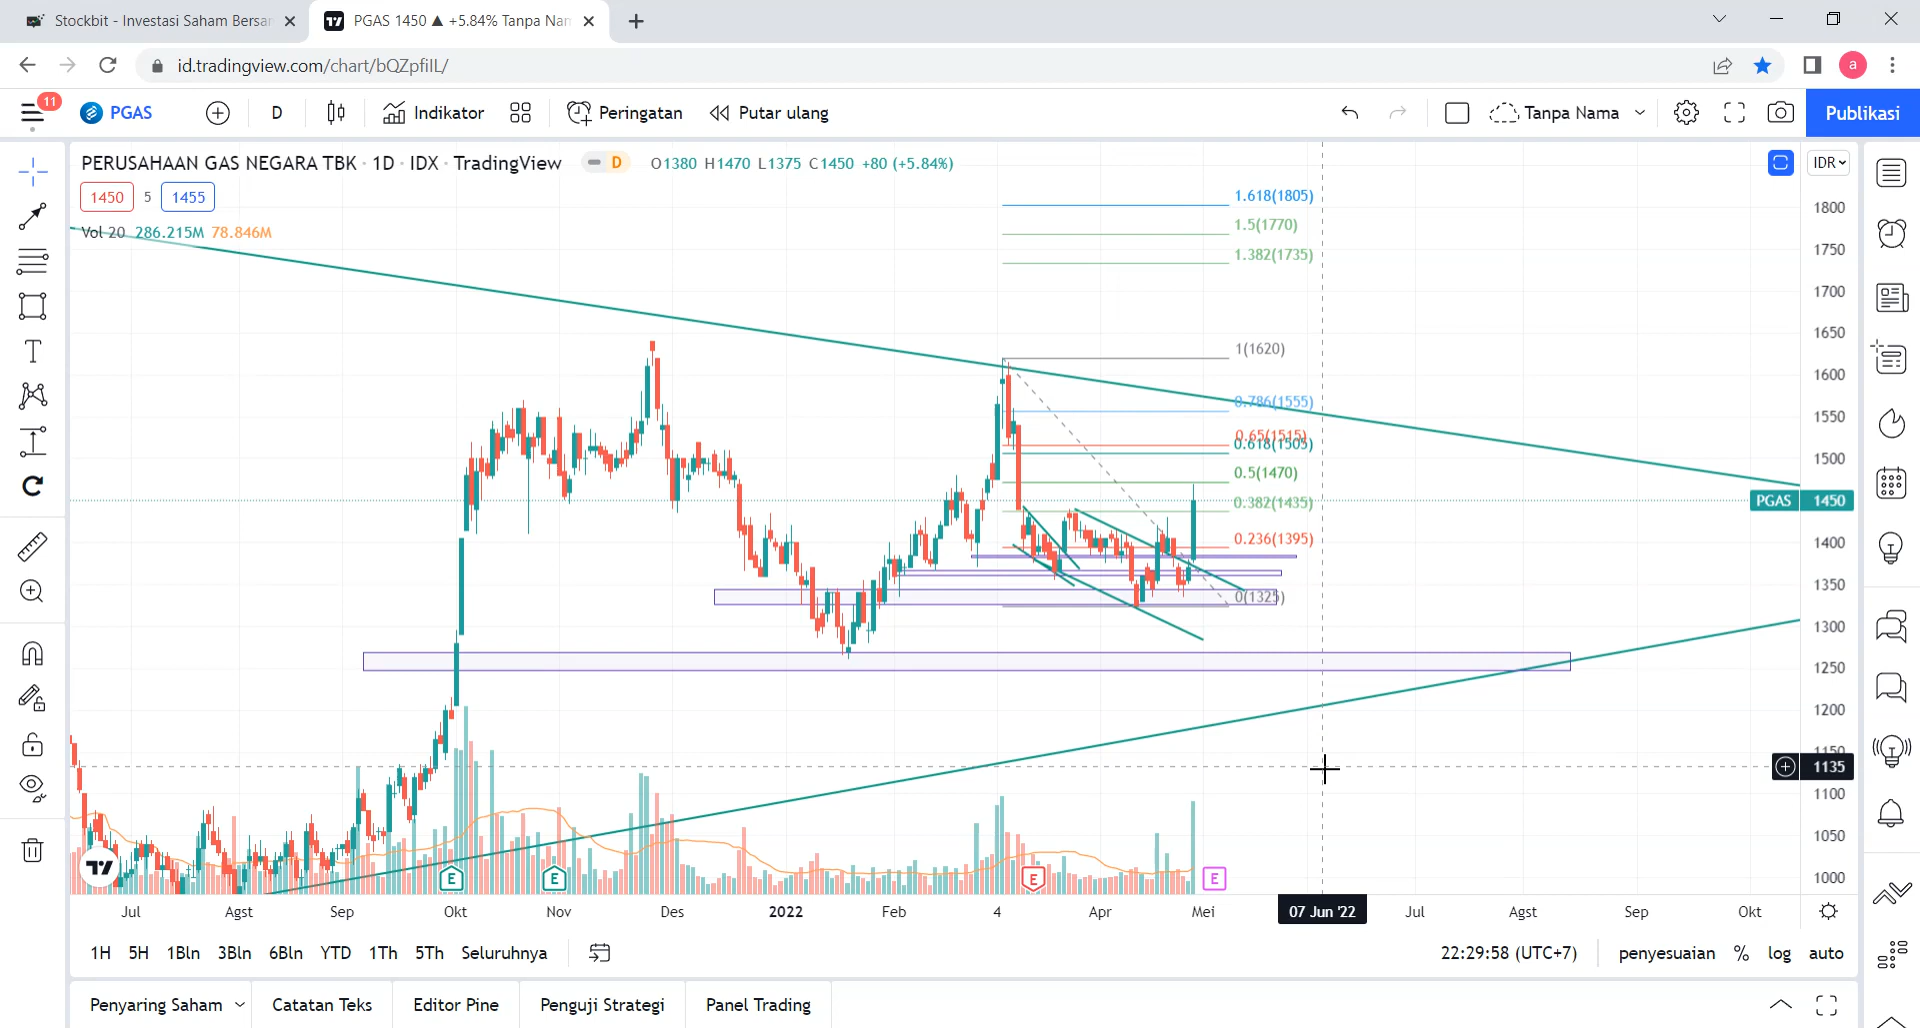 Stockbit - Investasi Saham Bersar
PGAS 1450 ▲ +5.84% Tanpa Nam
id.tradingview.com/chart/bQZpfiIL/
a
11
PGAS
D
Indikator
Peringatan
Putar ulang
Tanpa Nama
Publikasi
PERUSAHAAN GAS NEGARA TBK · 1D · IDX · TradingView
D
O1380 H1470 L1375 C1450 +80 (+5.84%)
IDR
1450
5
1455
Vol 20 286.215M 78.846M
1.618(1805)
1.5(1770)
1.382(1735)
1(1620)
0.786(1555)
0.65(1515)
0.618(1505)
0.5(1470)
0.382(1435)
0.236(1395)
0(1325)
1800
1750
1700
1650
1600
1550
1500
PGAS 1450
1400
1350
1300
1250
1200
1150
1135
1100
1050
1000
E
E
E
E
Jul
Agst
Sep
Okt
Nov
Des
2022
Feb
4
Apr
Mei
07 Jun '22
Jul
Agst
Sep
Okt
1H
5H
1Bln
3Bln
6Bln
YTD
1Th
5Th
Seluruhnya
22:29:58 (UTC+7)
penyesuaian
%
log
auto
Penyaring Saham
Catatan Teks
Editor Pine
Penguji Strategi
Panel Trading